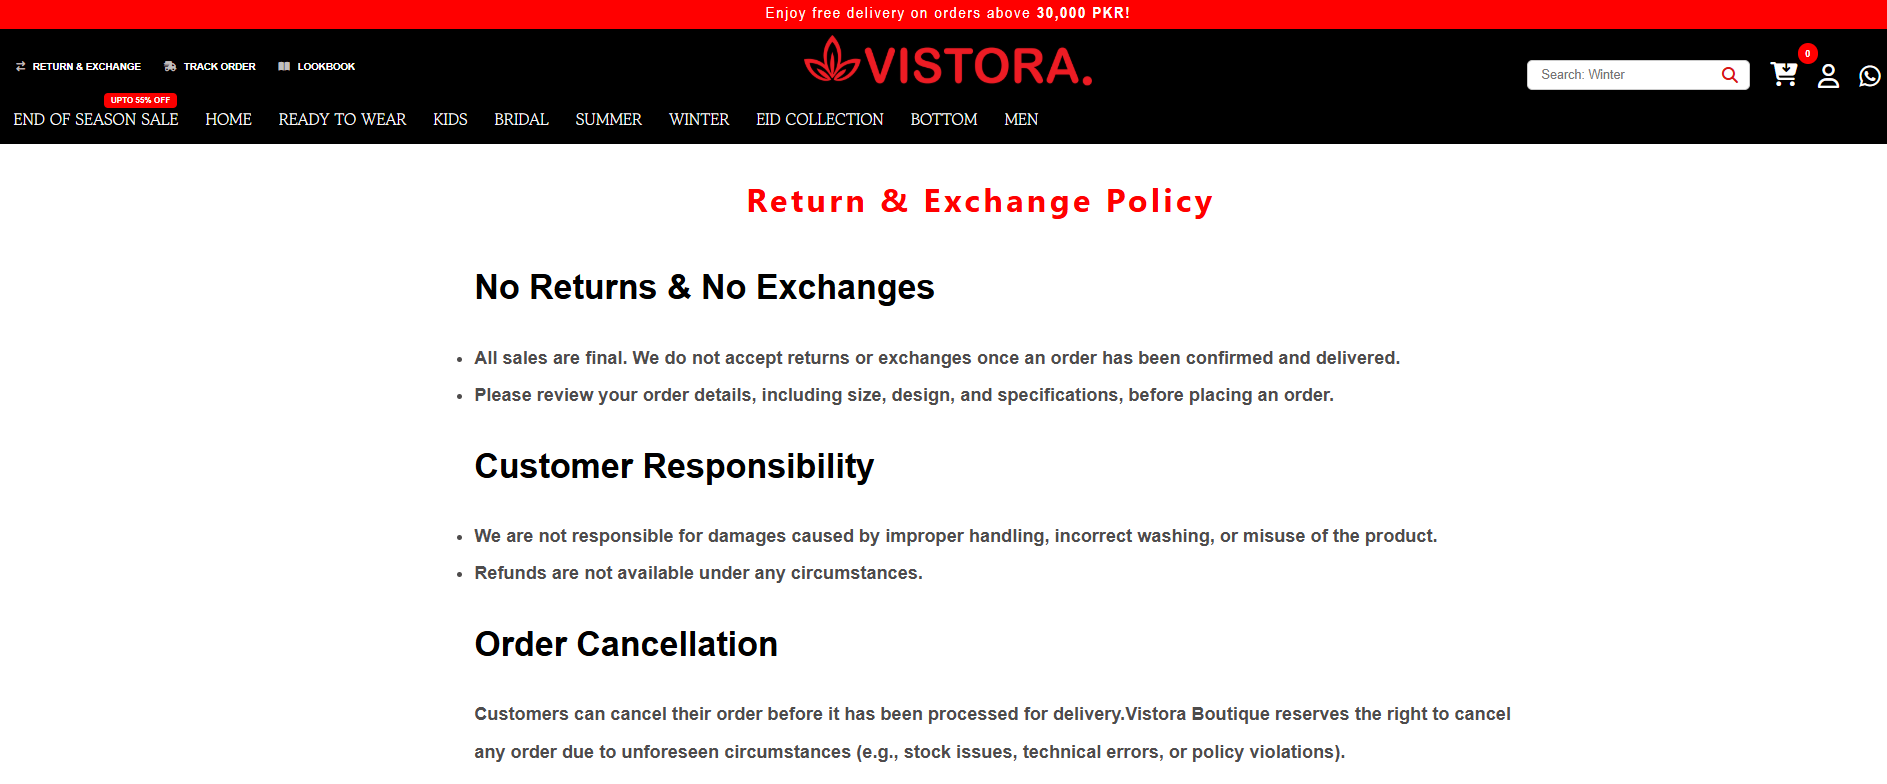 Enjoy free delivery on orders above 30,000 PKR!
RETURN & EXCHANGE TRACK ORDER LOOKBOOK
VISTORA.
Search: Winter
0
UPTO 55% OFF
END OF SEASON SALE HOME READY TO WEAR KIDS BRIDAL SUMMER WINTER EID COLLECTION BOTTOM MEN
Return & Exchange Policy
No Returns & No Exchanges
• All sales are final. We do not accept returns or exchanges once an order has been confirmed and delivered.
• Please review your order details, including size, design, and specifications, before placing an order.
Customer Responsibility
• We are not responsible for damages caused by improper handling, incorrect washing, or misuse of the product.
• Refunds are not available under any circumstances.
Order Cancellation
Customers can cancel their order before it has been processed for delivery.Vistora Boutique reserves the right to cancel
any order due to unforeseen circumstances (e.g., stock issues, technical errors, or policy violations).